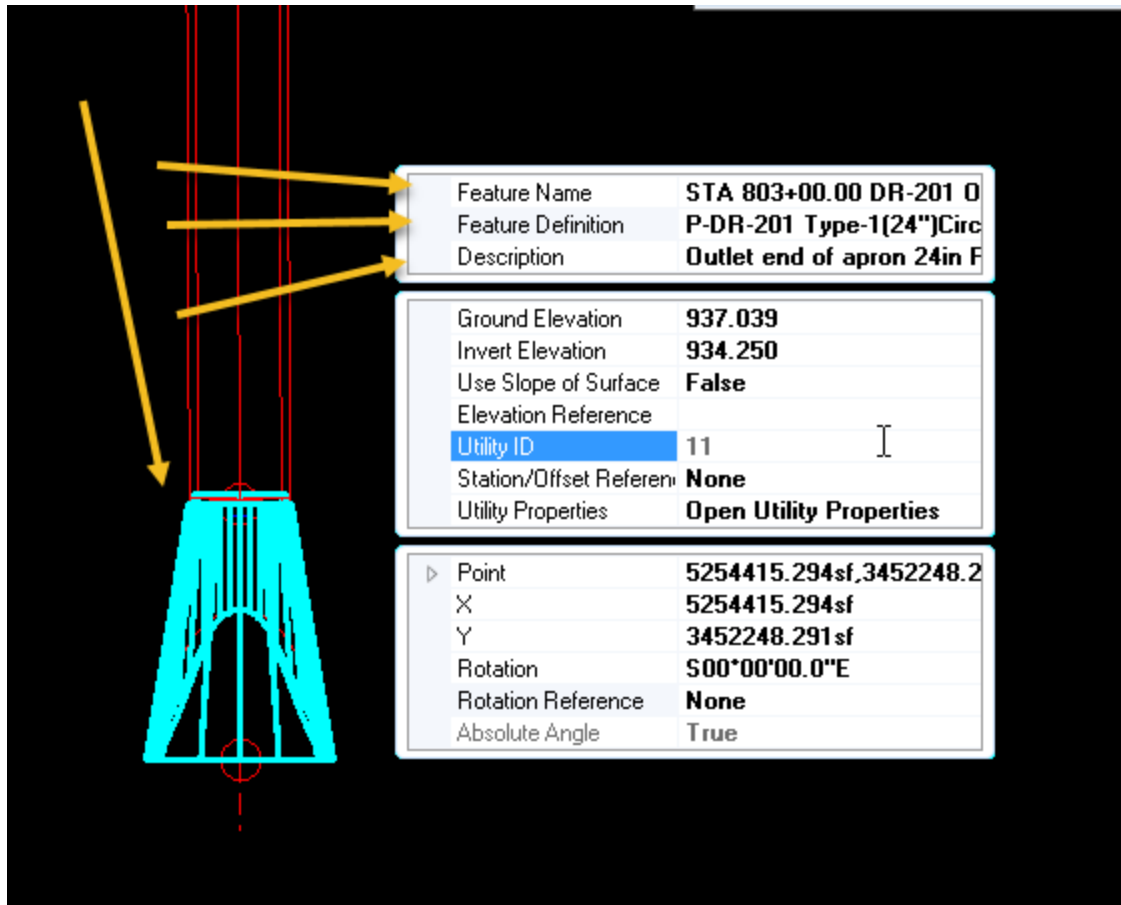 Feature Name STA 803+00.00 DR-201 O
Feature Definition P-DR-201 Type-1(24")Circ
Description Outlet end of apron 24in F
Ground Elevation 937.039
Invert Elevation 934.250
Use Slope of Surface False
Elevation Reference
Utility ID 11
Station/Offset Referen None
Utility Properties Open Utility Properties
Point 5254415.294sf,3452248.2
X 5254415.294sf
Y 3452248.291sf
Rotation S00°00'00.0"E
Rotation Reference None
Absolute Angle True